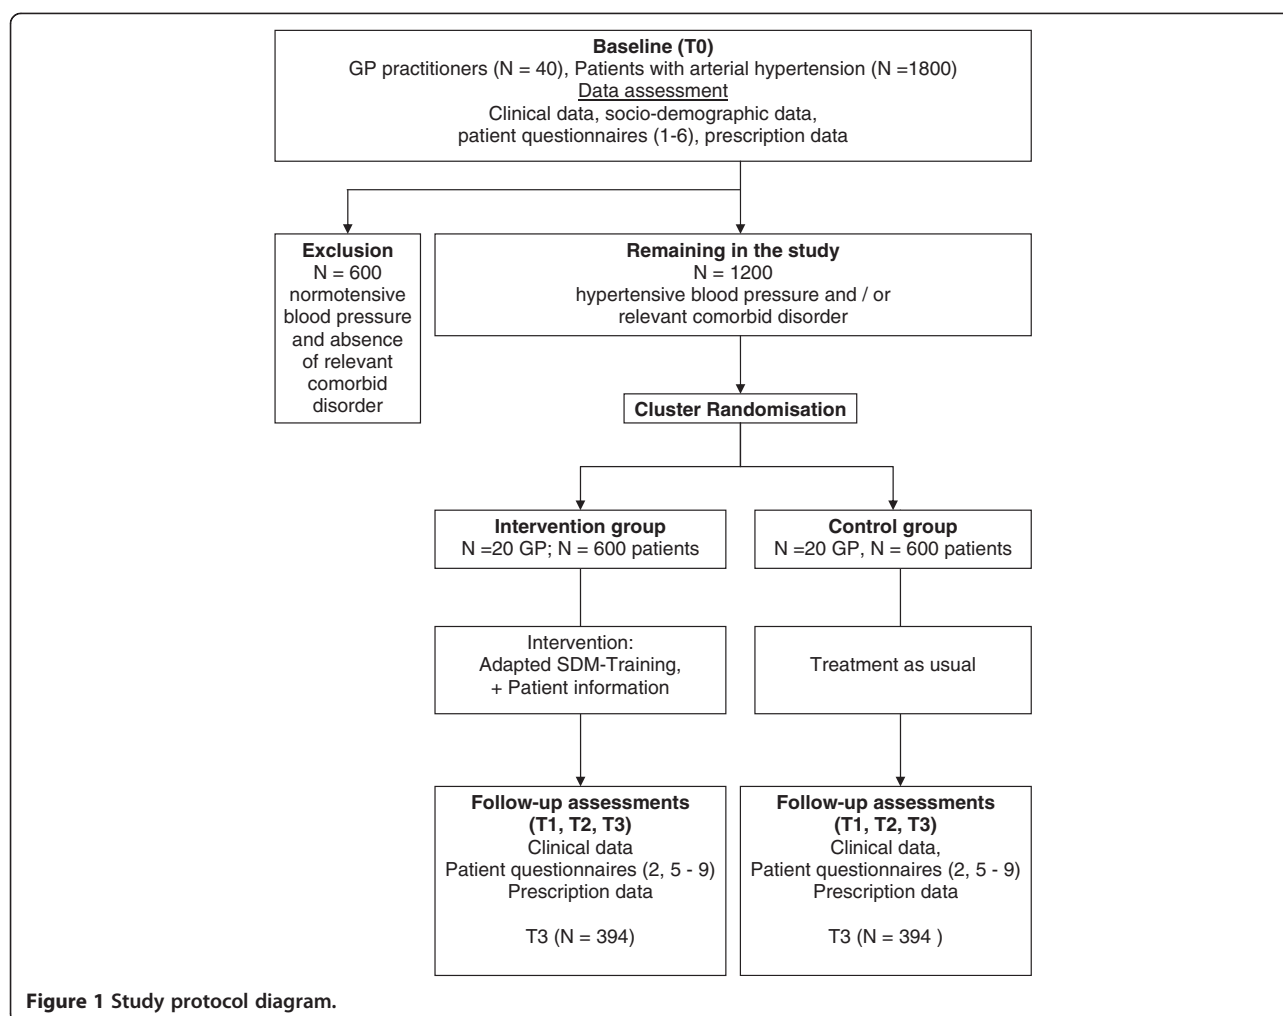 Baseline (T0)
GP practitioners (N = 40), Patients with arterial hypertension (N =1800)
Data assessment
Clinical data, socio-demographic data,
patient questionnaires (1-6), prescription data
Exclusion
N = 600
normotensive
blood pressure
and absence
of relevant
comorbid
disorder
Remaining in the study
N = 1200
hypertensive blood pressure and / or
relevant comorbid disorder
Cluster Randomisation
Intervention group
N =20 GP; N = 600 patients
Control group
N =20 GP, N = 600 patients
Intervention:
Adapted SDM-Training,
+ Patient information
Treatment as usual
Follow-up assessments
(T1, T2, T3)
Clinical data
Patient questionnaires (2, 5 - 9)
Prescription data
T3 (N = 394)
Follow-up assessments
(T1, T2, T3)
Clinical data,
Patient questionnaires (2, 5 - 9)
Prescription data
T3 (N = 394 )
Figure 1 Study protocol diagram.